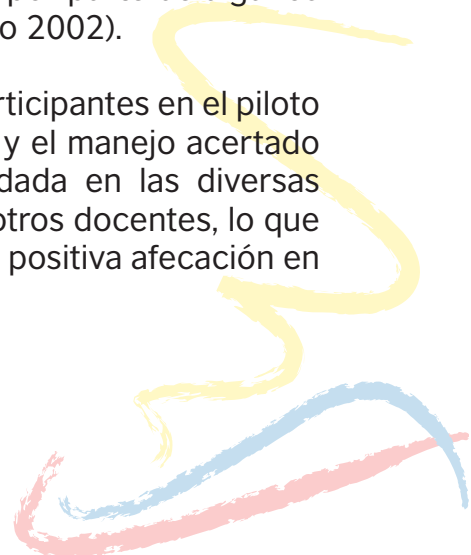 o 2002).
rticipantes en el piloto
y el manejo acertado
dada en las diversas
otros docentes, lo que
positiva afecación en